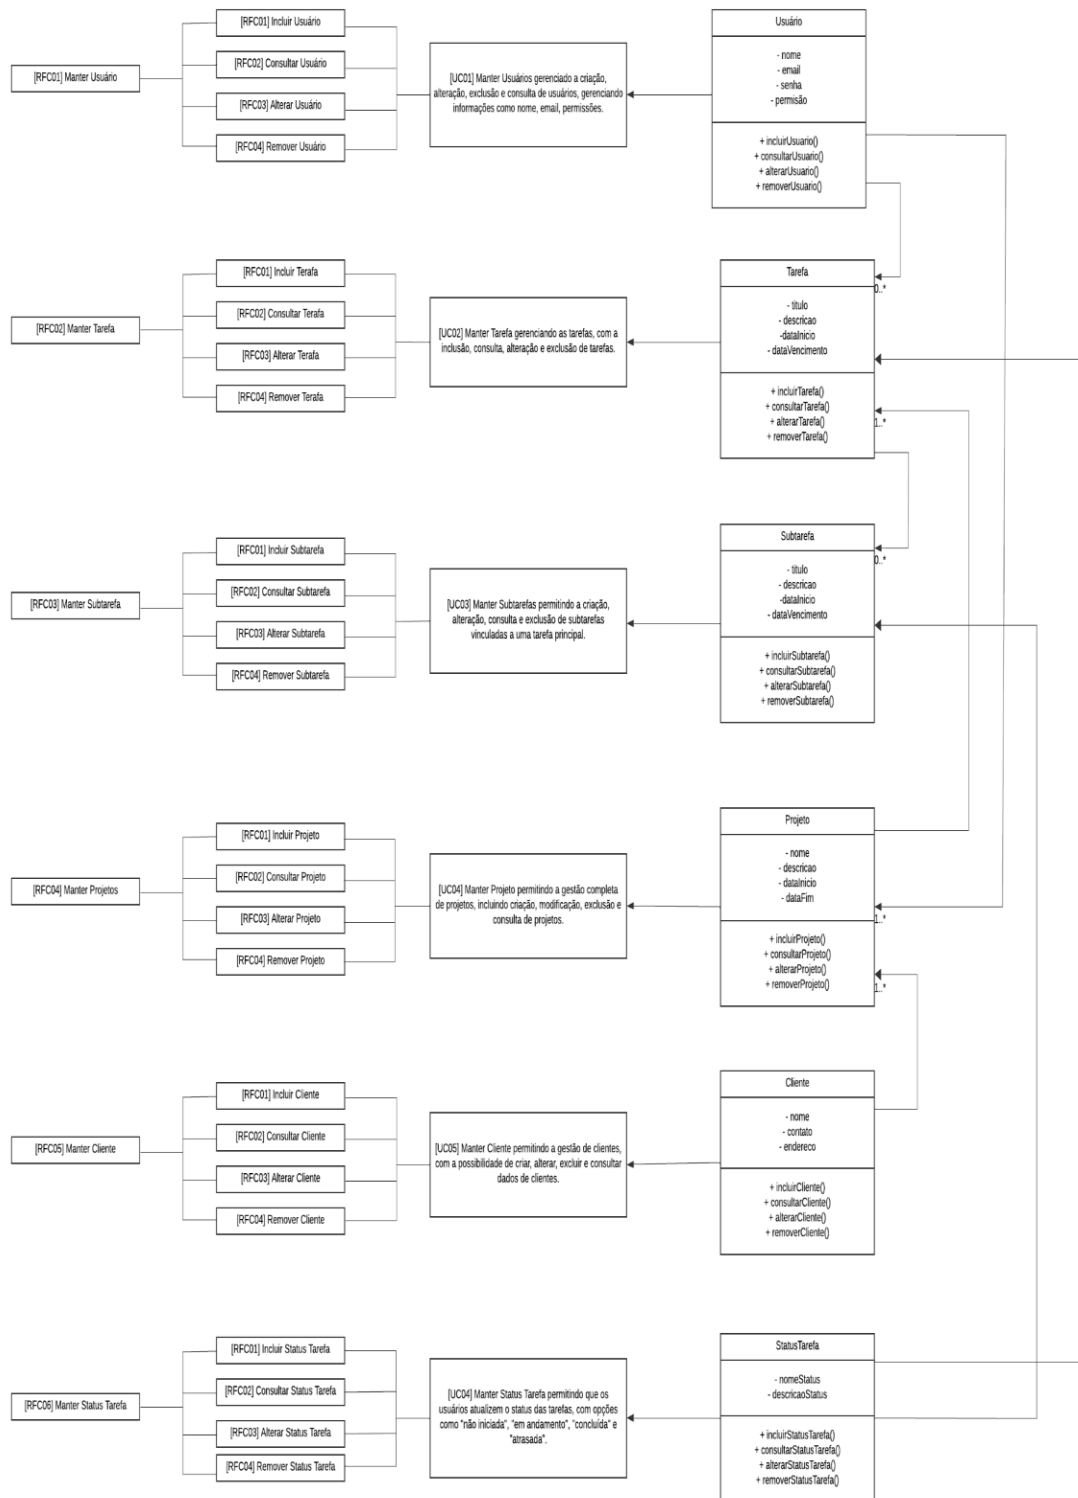 [RFC01] Manter Usuário
[RFC01] Incluir Usuário
[RFC02] Consultar Usuário
[RFC03] Alterar Usuário
[RFC04] Remover Usuário
[UC01] Manter Usuários gerenciado a criação,
alteração, exclusão e consulta de usuários, gerenciando
informações como nome, email, permissões.
Usuário
- nome
- email
- senha
- permisão
+ incluirUsuario()
+ consultarUsuario()
+ alterarUsuario()
+ removerUsuario()
[RFC02] Manter Tarefa
[RFC01] Incluir Terafa
[RFC02] Consultar Terafa
[RFC03] Alterar Terafa
[RFC04] Remover Terafa
[UC02] Manter Tarefa gerenciando as tarefas, com a
inclusão, consulta, alteração e exclusão de tarefas.
Tarefa
- titulo
- descricao
-dataInicio
- dataVencimento
+ incluirTarefa()
+ consultarTarefa()
+ alterarTarefa()
+ removerTarefa()
0..*
1..*
[RFC03] Manter Subtarefa
[RFC01] Incluir Subtarefa
[RFC02] Consultar Subtarefa
[RFC03] Alterar Subtarefa
[RFC04] Remover Subtarefa
[UC03] Manter Subtarefas permitindo a criação,
alteração, consulta e exclusão de subtarefas
vinculadas a uma tarefa principal.
Subtarefa
- titulo
- descricao
-dataInicio
- dataVencimento
+ incluirSubtarefa()
+ consultarSubtarefa()
+ alterarSubtarefa()
+ removerSubtarefa()
0..*
[RFC04] Manter Projetos
[RFC01] Incluir Projeto
[RFC02] Consultar Projeto
[RFC03] Alterar Projeto
[RFC04] Remover Projeto
[UC04] Manter Projeto permitindo a gestão completa
de projetos, incluindo criação, modificação, exclusão e
consulta de projetos.
Projeto
- nome
- descricao
- dataInicio
- dataFim
+ incluirProjeto()
+ consultarProjeto()
+ alterarProjeto()
+ removerProjeto()
1..*
1..*
[RFC05] Manter Cliente
[RFC01] Incluir Cliente
[RFC02] Consultar Cliente
[RFC03] Alterar Cliente
[RFC04] Remover Cliente
[UC05] Manter Cliente permitindo a gestão de clientes,
com a possibilidade de criar, alterar, excluir e consultar
dados de clientes.
Cliente
- nome
- contato
- endereco
+ incluirCliente()
+ consultarCliente()
+ alterarCliente()
+ removerCliente()
[RFC06] Manter Status Tarefa
[RFC01] Incluir Status Tarefa
[RFC02] Consultar Status Tarefa
[RFC03] Alterar Status Tarefa
[RFC04] Remover Status Tarefa
[UC04] Manter Status Tarefa permitindo que os
usuários atualizem o status das tarefas, com opções
como "não iniciada", "em andamento", "concluída" e
"atrasada".
StatusTarefa
- nomeStatus
- descricaoStatus
+ incluirStatusTarefa()
+ consultarStatusTarefa()
+ alterarStatusTarefa()
+ removerStatusTarefa()